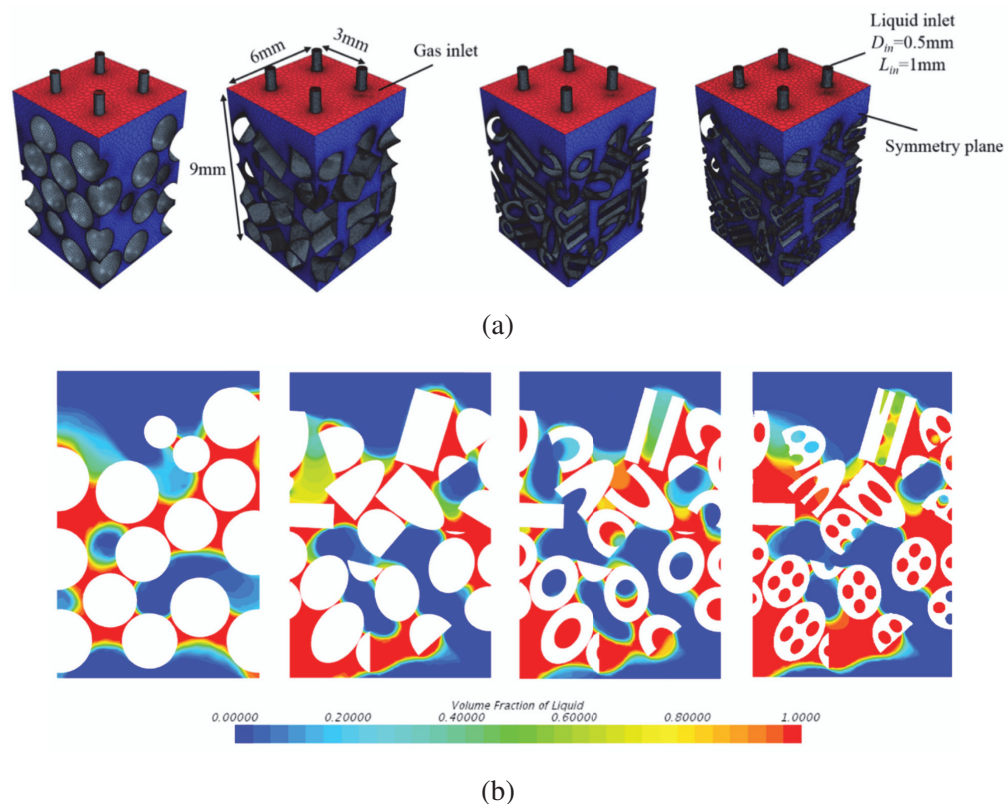 6mm
3mm
Gas inlet
Liquid inlet
D_in=0.5mm
L_in=1mm
9mm
Symmetry plane
(a)
Volume Fraction of Liquid
0.00000 0.20000 0.40000 0.60000 0.80000 1.0000
(b)